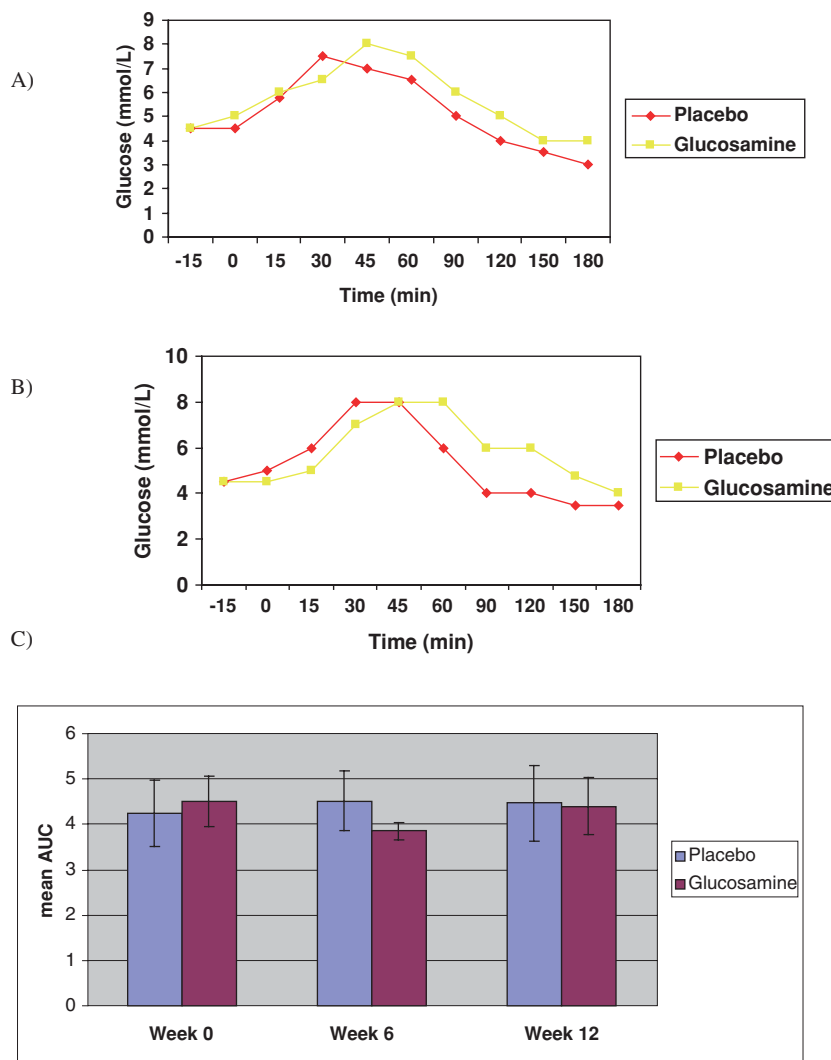 A)
Glucose (mmol/L)
9
8
7
6
5
4
3
2
1
0
-15 0 15 30 45 60 90 120 150 180
Time (min)
Placebo
Glucosamine
B)
Glucose (mmol/L)
10
8
6
4
2
0
-15 0 15 30 45 60 90 120 150 180
Time (min)
Placebo
Glucosamine
C)
mean AUC
6
5
4
3
2
1
0
Week 0 Week 6 Week 12
Placebo
Glucosamine